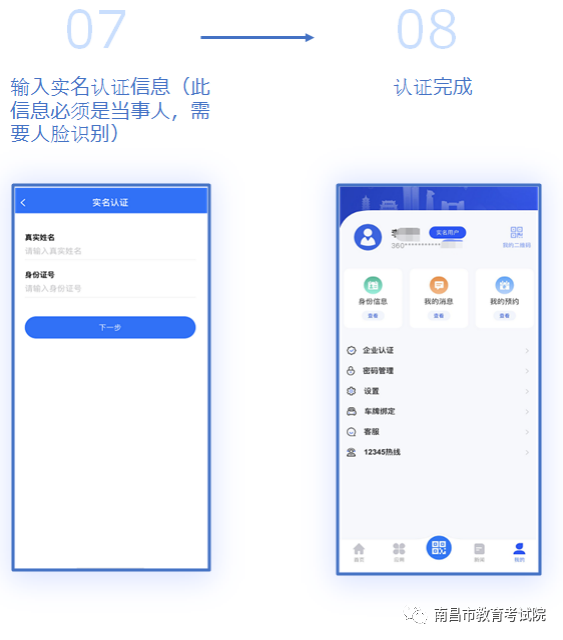 07
08
输入实名认证信息（此
信息必须是当事人，需
要人脸识别）
认证完成
实名认证
真实姓名
请输入真实姓名
身份证号
请输入身份证号
下一步
实名用户
360**********
我的二维码
身份信息
查看
我的消息
查看
我的预约
查看
企业认证
密码管理
设置
车牌绑定
客服
12345热线
首页
我的
南昌市教育考试院